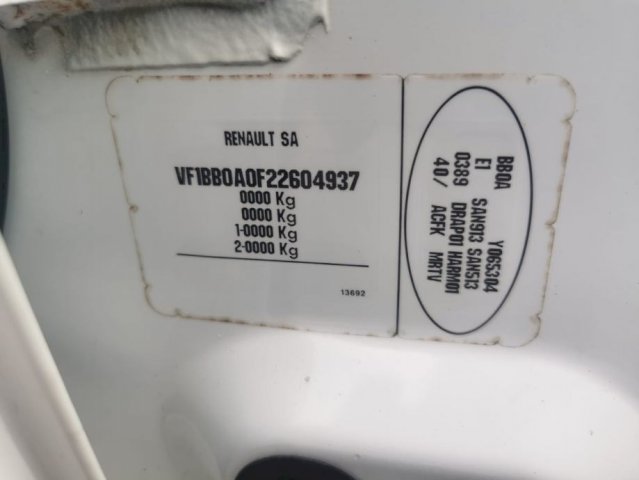 RENAULT SA
VF1BB0A0F22604937
0000 Kg
0000 Kg
1-0000 Kg
2-0000 Kg
13692
BB0A Y065304
E1 SAN913 SAN513
0389 DRAP01 HARM01
40/ ACFK MRTV